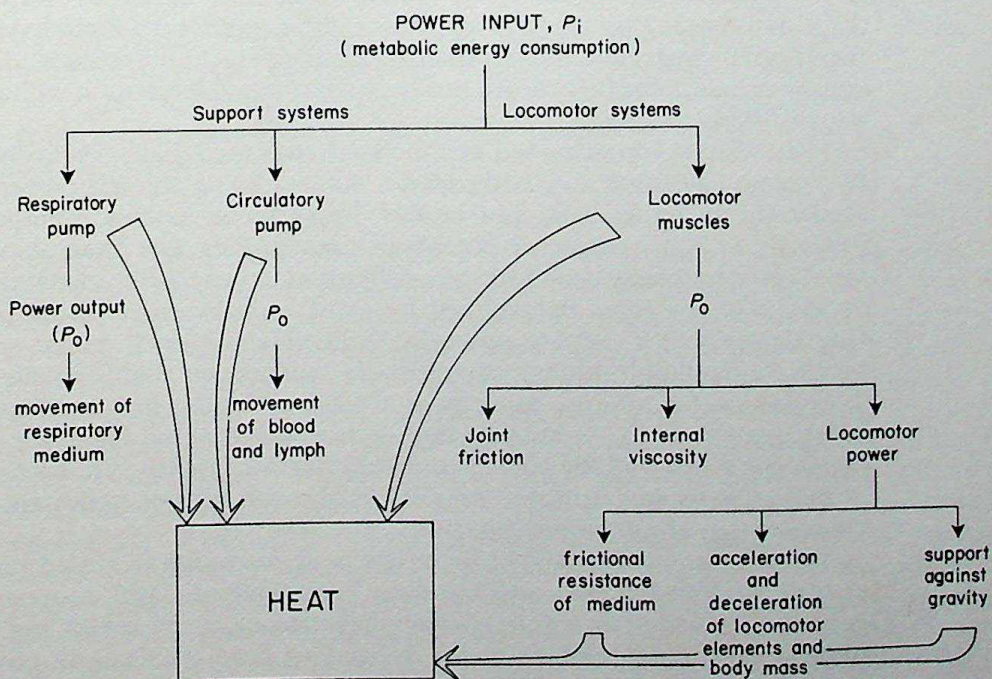 POWER INPUT, Pi
(metabolic energy consumption)
Support systems
Locomotor systems
Respiratory
pump
Circulatory
pump
Locomotor
muscles
Power output
(Po)
Po
Po
movement of
respiratory
medium
movement
of blood
and lymph
Joint
friction
Internal
viscosity
Locomotor
power
HEAT
frictional
resistance
of medium
acceleration
and
deceleration
of locomotor
elements and
body mass
support
against
gravity